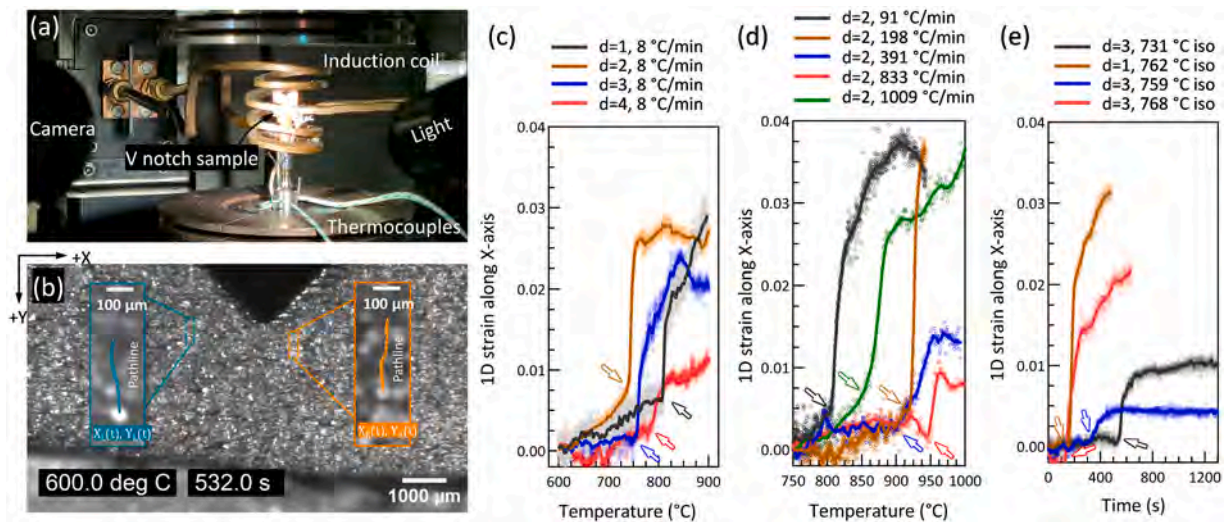 (a)
Induction coil
Camera
Light
V notch sample
Thermocouples
+X
+Y
(b)
100 µm
Pathline
100 µm
Pathline
600.0 deg C
532.0 s
1000 µm
(c)
d=1, 8 °C/min
d=2, 8 °C/min
d=3, 8 °C/min
d=4, 8 °C/min
1D strain along X-axis
0.04
0.03
0.02
0.01
0.00
600
700
800
900
Temperature (°C)
(d)
d=2, 91 °C/min
d=2, 198 °C/min
d=2, 391 °C/min
d=2, 833 °C/min
d=2, 1009 °C/min
1D strain along X-axis
0.04
0.03
0.02
0.01
0.00
750
800
850
900
950
1000
Temperature (°C)
(e)
d=3, 731 °C iso
d=1, 762 °C iso
d=3, 759 °C iso
d=3, 768 °C iso
1D strain along X-axis
0.04
0.03
0.02
0.01
0.00
0
400
800
1200
Time (s)